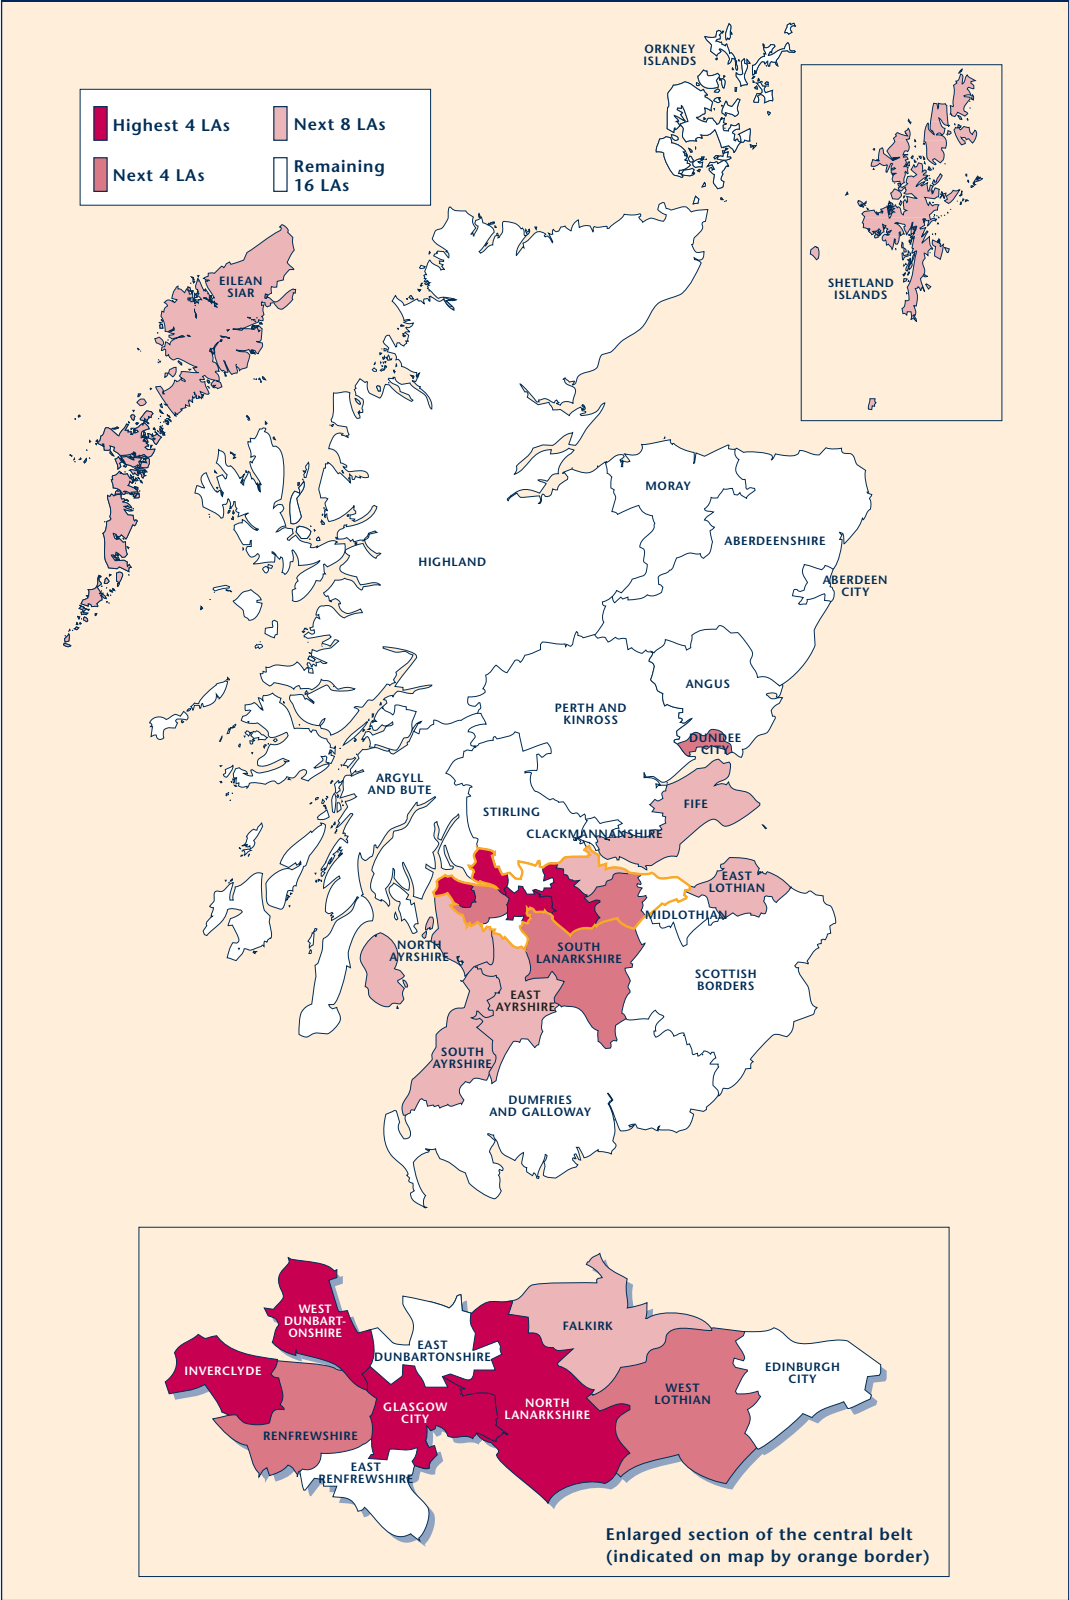 ORKNEY
ISLANDS
Highest 4 LAs
Next 8 LAs
Next 4 LAs
Remaining
16 LAs
EILEAN
SIAR
SHETLAND
ISLANDS
MORAY
HIGHLAND
ABERDEENSHIRE
ABERDEEN
CITY
ANGUS
PERTH AND
KINROSS
DUNDEE
CITY
ARGYLL
AND BUTE
STIRLING
FIFE
CLACKMANNANSHIRE
EAST
LOTHIAN
MIDLOTHIAN
NORTH
AYRSHIRE
SOUTH
LANARKSHIRE
SCOTTISH
BORDERS
EAST
AYRSHIRE
SOUTH
AYRSHIRE
DUMFRIES
AND GALLOWAY
WEST
DUNBART-
ONSHIRE
FALKIRK
EAST
DUNBARTONSHIRE
INVERCLYDE
EDINBURGH
CITY
WEST
LOTHIAN
GLASGOW
CITY
NORTH
LANARKSHIRE
RENFREWSHIRE
EAST
RENFREWSHIRE
Enlarged section of the central belt
(indicated on map by orange border)